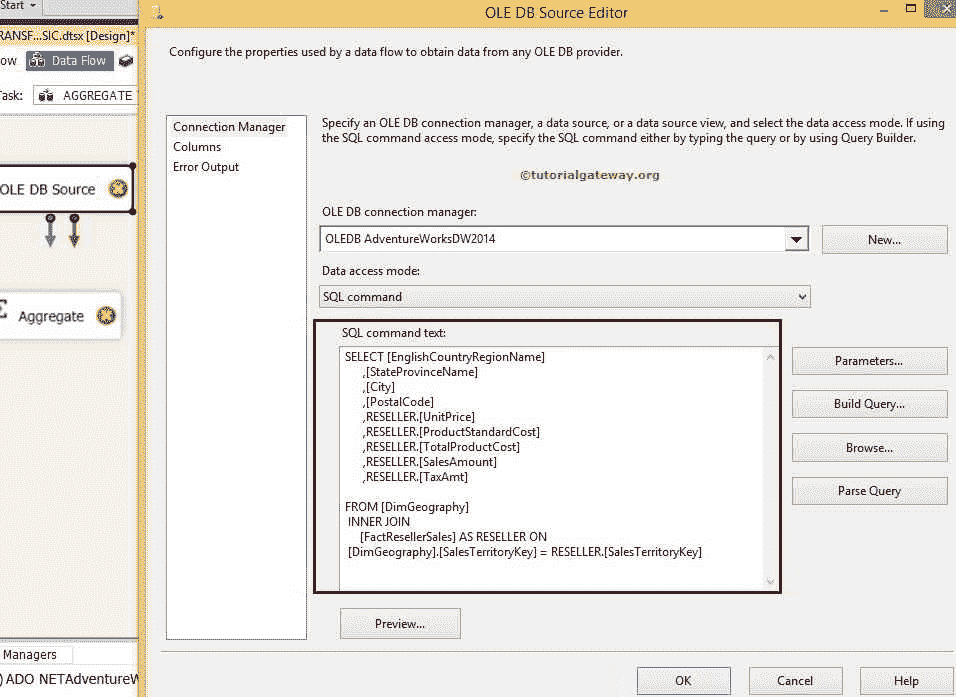 Start
OLE DB Source Editor
RANSF...SIC.dtsx [Design]*
Configure the properties used by a data flow to obtain data from any OLE DB provider.
ow Data Flow
ask: AGGREGATE
Connection Manager
Columns
Error Output
Specify an OLE DB connection manager, a data source, or a data source view, and select the data access mode. If using
the SQL command access mode, specify the SQL command either by typing the query or by using Query Builder.
©tutorialgateway.org
OLE DB Source
OLE DB connection manager:
OLEDB AdventureWorksDW2014
New...
Data access mode:
SQL command
Aggregate
SQL command text:
SELECT [EnglishCountryRegionName]
,[StateProvinceName]
,[City]
,[PostalCode]
,RESELLER.[UnitPrice]
,RESELLER.[ProductStandardCost]
,RESELLER.[TotalProductCost]
,RESELLER.[SalesAmount]
,RESELLER.[TaxAmt]
FROM [DimGeography]
INNER JOIN
[FactResellerSales] AS RESELLER ON
[DimGeography].[SalesTerritoryKey] = RESELLER.[SalesTerritoryKey]
Parameters...
Build Query...
Browse...
Parse Query
Preview...
Managers
) ADO NETAdventureW
OK
Cancel
Help